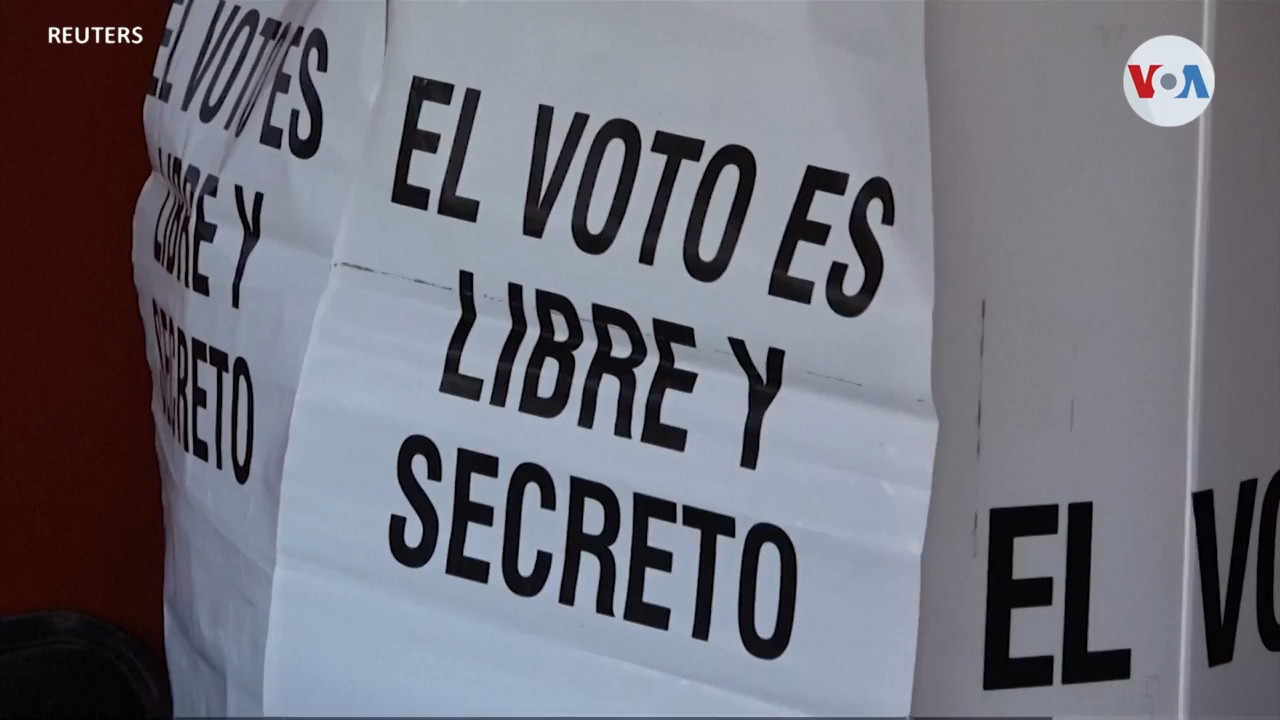 REUTERS
VOA
EL VOTO ES
LIBRE Y
SECRETO
EL VOTO ES
LIBRE Y
SECRETO
EL VO